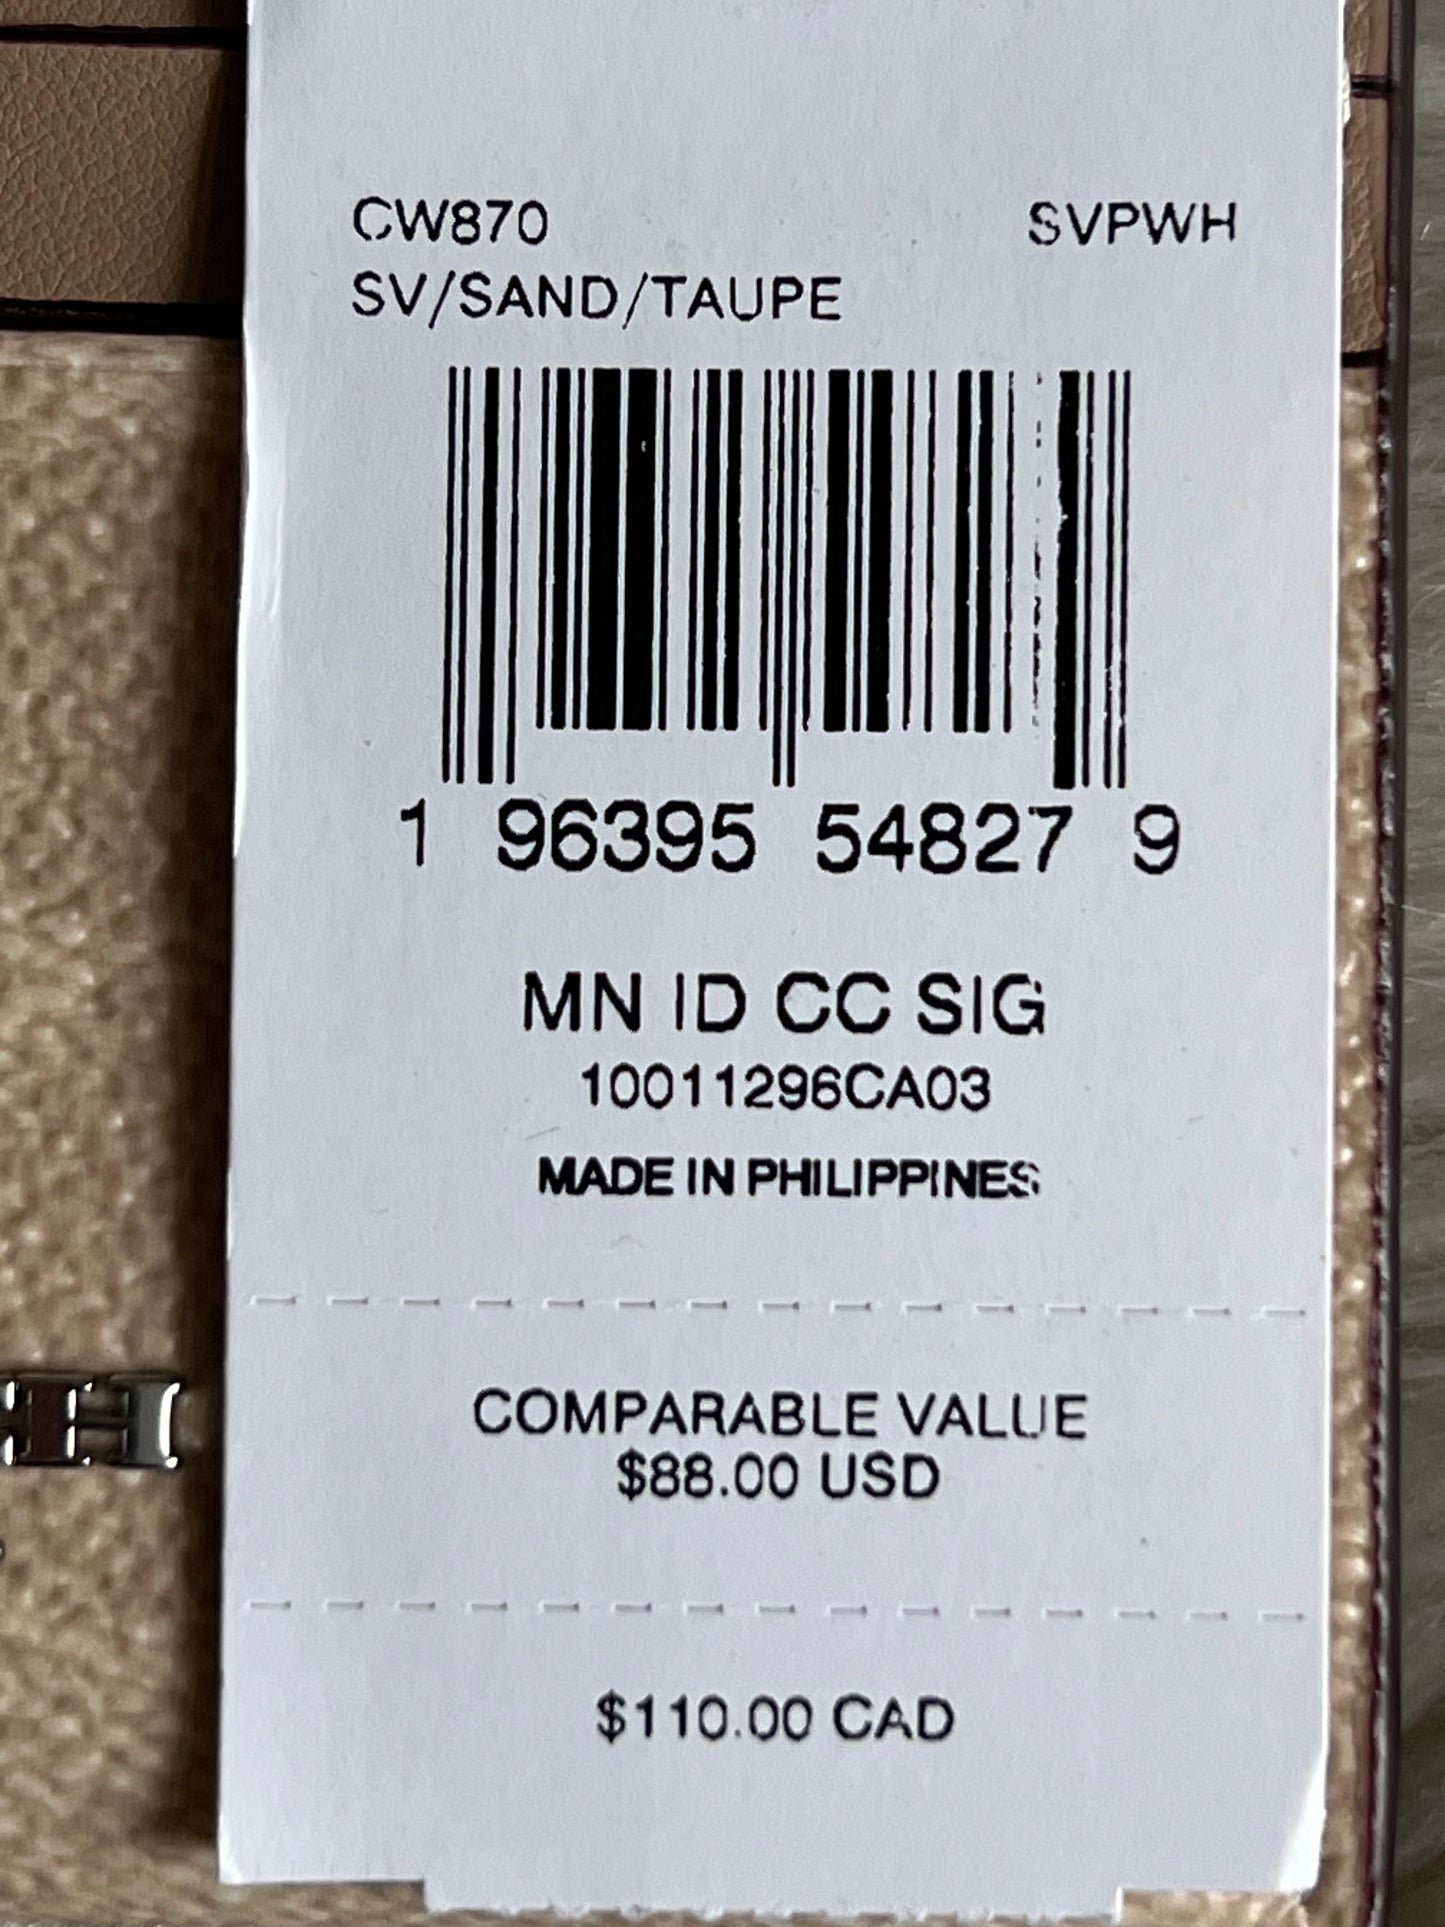 CW870 SVPWH
SV/SAND/TAUPE
1 96395 54827 9
MN ID CC SIG
10011296CA03
MADE IN PHILIPPINES
COMPARABLE VALUE
$88.00 USD
$110.00 CAD